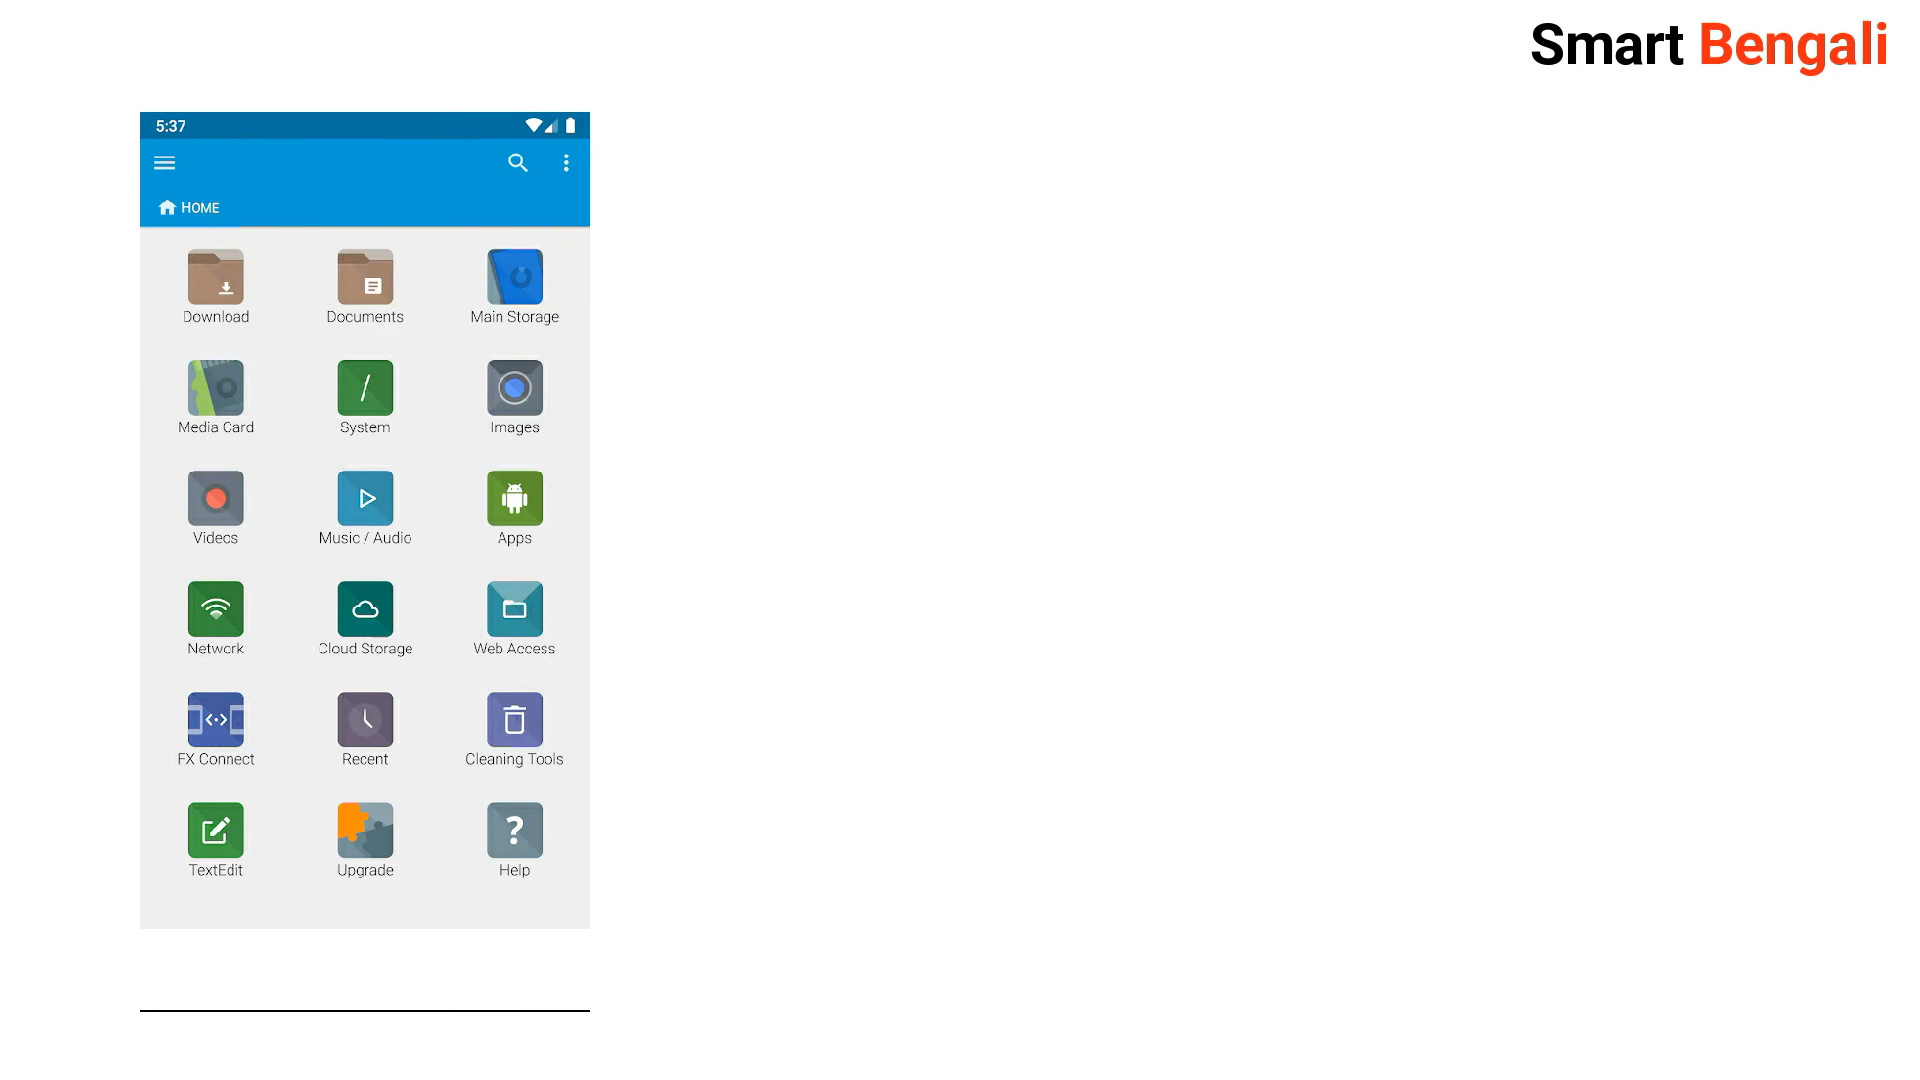 Smart Bengali
5:37
HOME
Download Documents Main Storage
Media Card System Images
Videos Music / Audio Apps
Network Cloud Storage Web Access
FX Connect Recent Cleaning Tools
TextEdit Upgrade Help